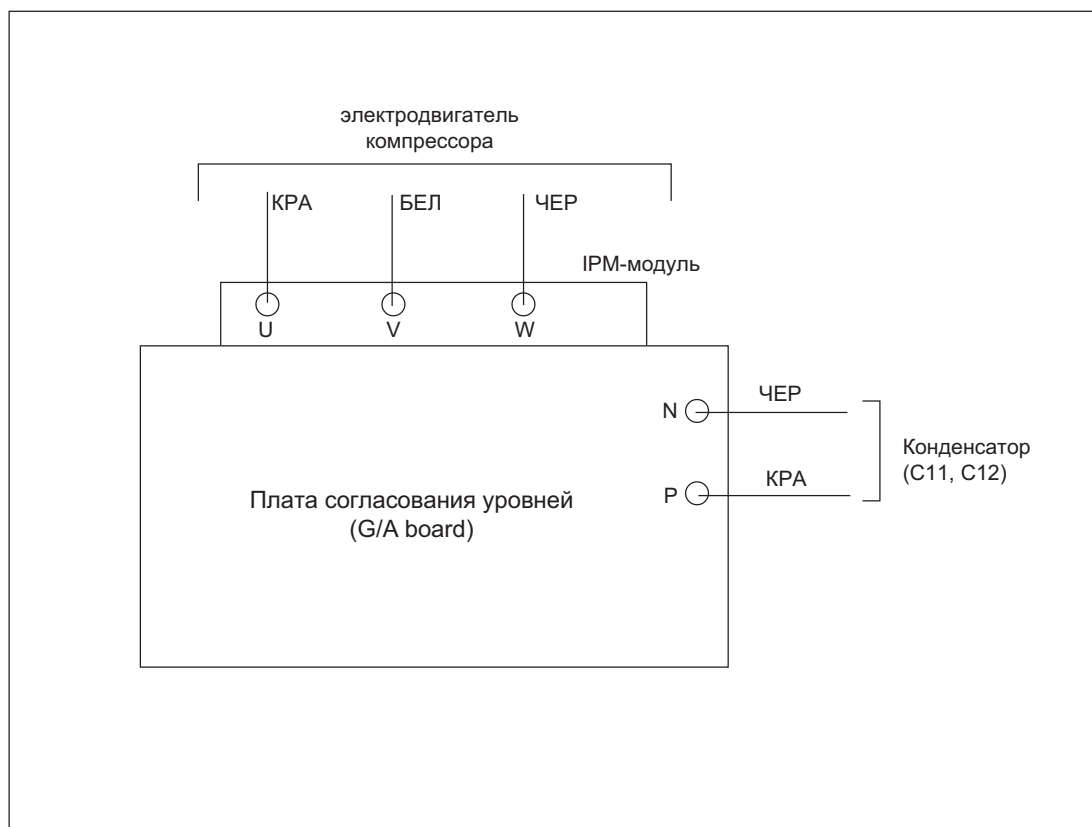 электродвигатель
компрессора
КРА
БЕЛ
ЧЕР
IPM-модуль
U
V
W
N
ЧЕР
P
КРА
Конденсатор
(C11, C12)
Плата согласования уровней
(G/A board)